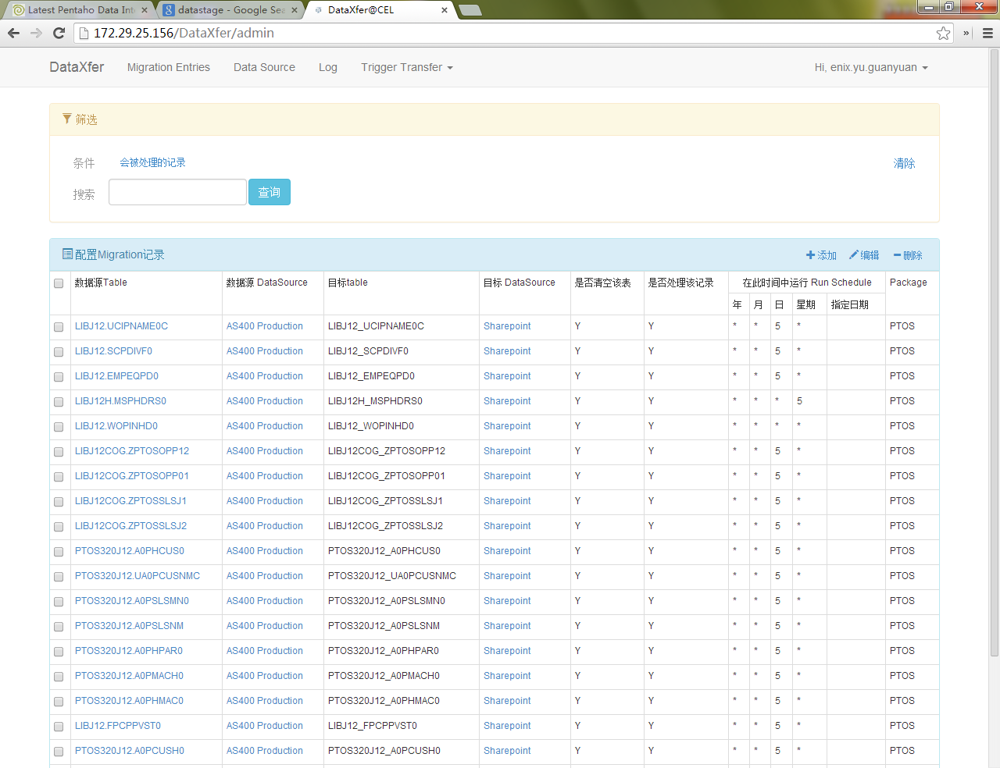 Latest Pentaho Data Int
datastage - Google Sea
DataXfer@CEL
172.29.25.156/DataXfer/admin
DataXfer Migration Entries Data Source Log Trigger Transfer Hi, enix.yu.guanyuan
筛选
条件 会被处理的记录 清除
搜索 查询
配置Migration记录 添加 编辑 删除
数据源Table 数据源 DataSource 目标table 目标 DataSource 是否清空该表 是否处理该记录 在此时间中运行 Run Schedule Package
年 月 日 星期 指定日期
LIBJ12.UCIPNAME0C AS400 Production LIBJ12_UCIPNAME0C Sharepoint Y Y * * 5 * PTOS
LIBJ12.SCPDIVF0 AS400 Production LIBJ12_SCPDIVF0 Sharepoint Y Y * * 5 * PTOS
LIBJ12.EMPEQPD0 AS400 Production LIBJ12_EMPEQPD0 Sharepoint Y Y * * 5 * PTOS
LIBJ12H.MSPHDRS0 AS400 Production LIBJ12H_MSPHDRS0 Sharepoint Y Y * * * 5 PTOS
LIBJ12.WOPINHD0 AS400 Production LIBJ12_WOPINHD0 Sharepoint Y Y * * * * PTOS
LIBJ12COG.ZPTOSOPP12 AS400 Production LIBJ12COG_ZPTOSOPP12 Sharepoint Y Y * * 5 * PTOS
LIBJ12COG.ZPTOSOPP01 AS400 Production LIBJ12COG_ZPTOSOPP01 Sharepoint Y Y * * 5 * PTOS
LIBJ12COG.ZPTOSSLSJ1 AS400 Production LIBJ12COG_ZPTOSSLSJ1 Sharepoint Y Y * * 5 * PTOS
LIBJ12COG.ZPTOSSLSJ2 AS400 Production LIBJ12COG_ZPTOSSLSJ2 Sharepoint Y Y * * 5 * PTOS
PTOS320J12.A0PHCUS0 AS400 Production PTOS320J12_A0PHCUS0 Sharepoint Y Y * * 5 * PTOS
PTOS320J12.UA0PCUSNMC AS400 Production PTOS320J12_UA0PCUSNMC Sharepoint Y Y * * 5 * PTOS
PTOS320J12.A0PSLSMN0 AS400 Production PTOS320J12_A0PSLSMN0 Sharepoint Y Y * * 5 * PTOS
PTOS320J12.A0PSLSNM AS400 Production PTOS320J12_A0PSLSNM Sharepoint Y Y * * 5 * PTOS
PTOS320J12.A0PHPAR0 AS400 Production PTOS320J12_A0PHPAR0 Sharepoint Y Y * * 5 * PTOS
PTOS320J12.A0PMACH0 AS400 Production PTOS320J12_A0PMACH0 Sharepoint Y Y * * 5 * PTOS
PTOS320J12.A0PHMAC0 AS400 Production PTOS320J12_A0PHMAC0 Sharepoint Y Y * * 5 * PTOS
LIBJ12.FPCPPVST0 AS400 Production LIBJ12_FPCPPVST0 Sharepoint Y Y * * 5 * PTOS
PTOS320J12.A0PCUSH0 AS400 Production PTOS320J12_A0PCUSH0 Sharepoint Y Y * * 5 * PTOS